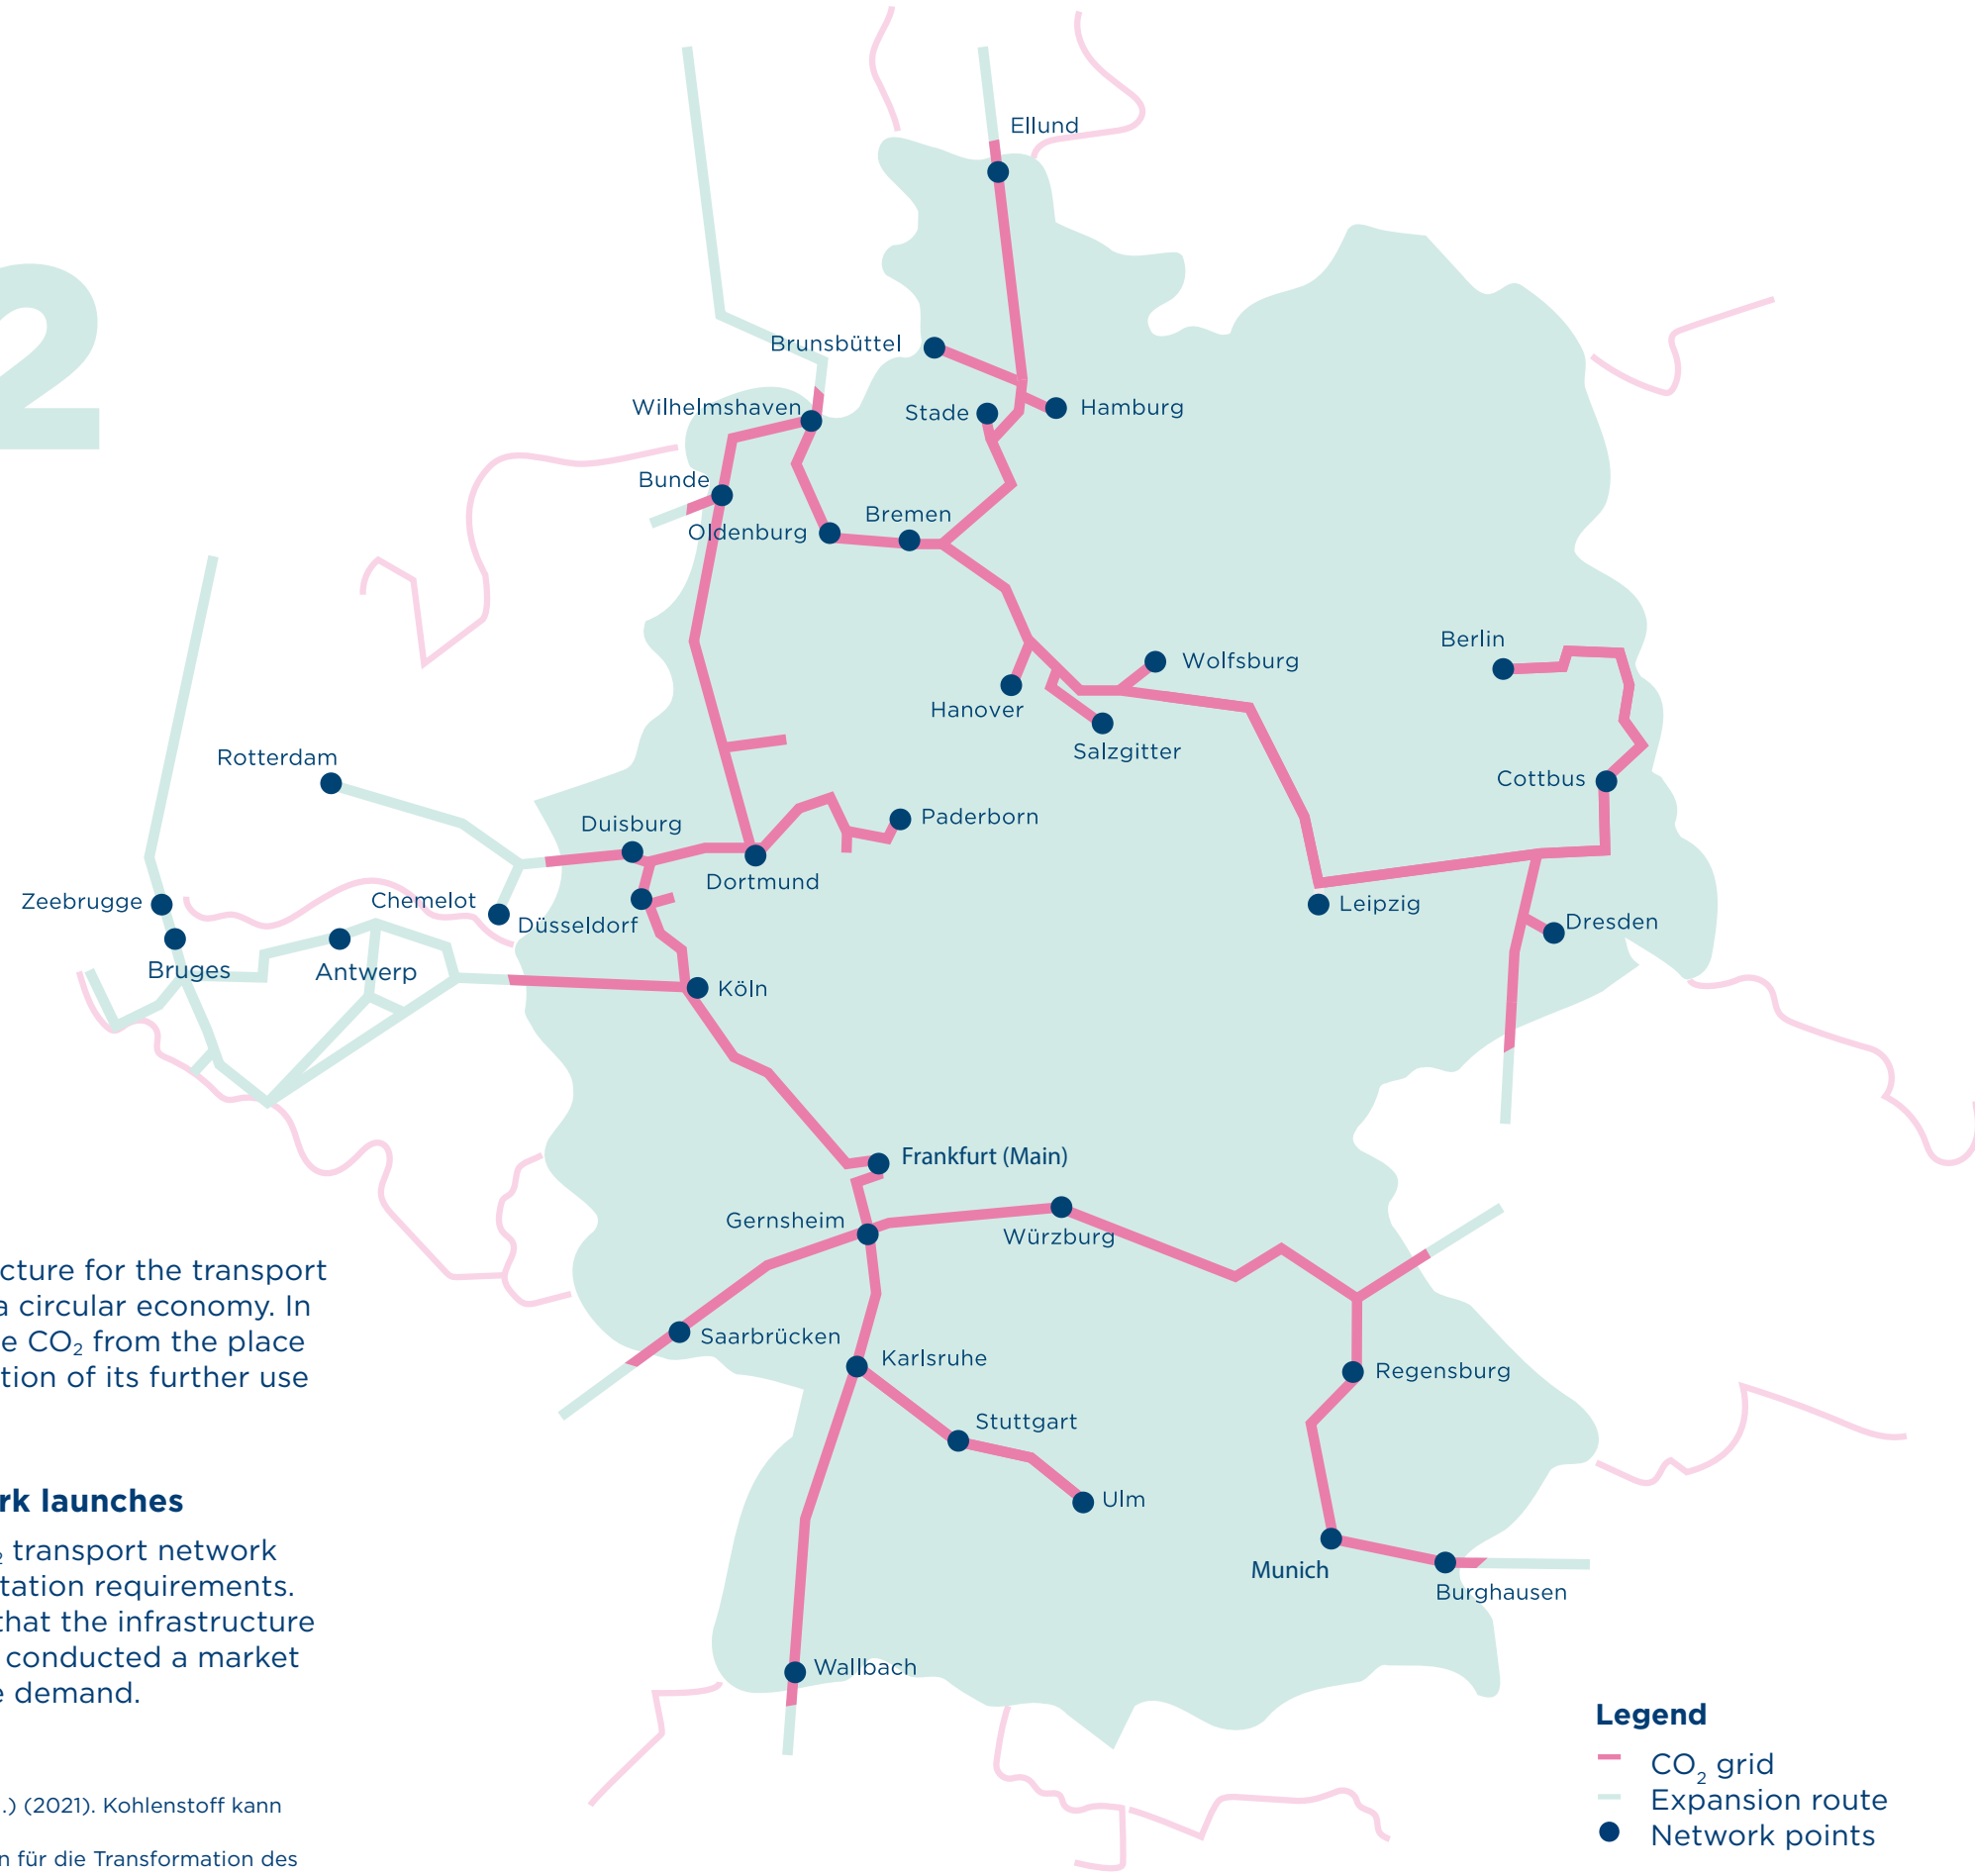 2
Ellund
Brunsbüttel
Wilhelmshaven
Stade
Hamburg
Bunde
Oldenburg
Bremen
Wolfsburg
Berlin
Hanover
Salzgitter
Rotterdam
Cottbus
Duisburg
Paderborn
Dortmund
Zeebrugge
Chemelot
Düsseldorf
Leipzig
Dresden
Bruges
Antwerp
Köln
Frankfurt (Main)
Gernsheim
Würzburg
Saarbrücken
Karlsruhe
Regensburg
Stuttgart
Ulm
Munich
Burghausen
Wallbach
cture for the transport
a circular economy. In
e CO₂ from the place
tion of its further use
rk launches
₂ transport network
tation requirements.
that the infrastructure
conducted a market
e demand.
.) (2021). Kohlenstoff kann
n für die Transformation des
Legend
CO₂ grid
Expansion route
Network points